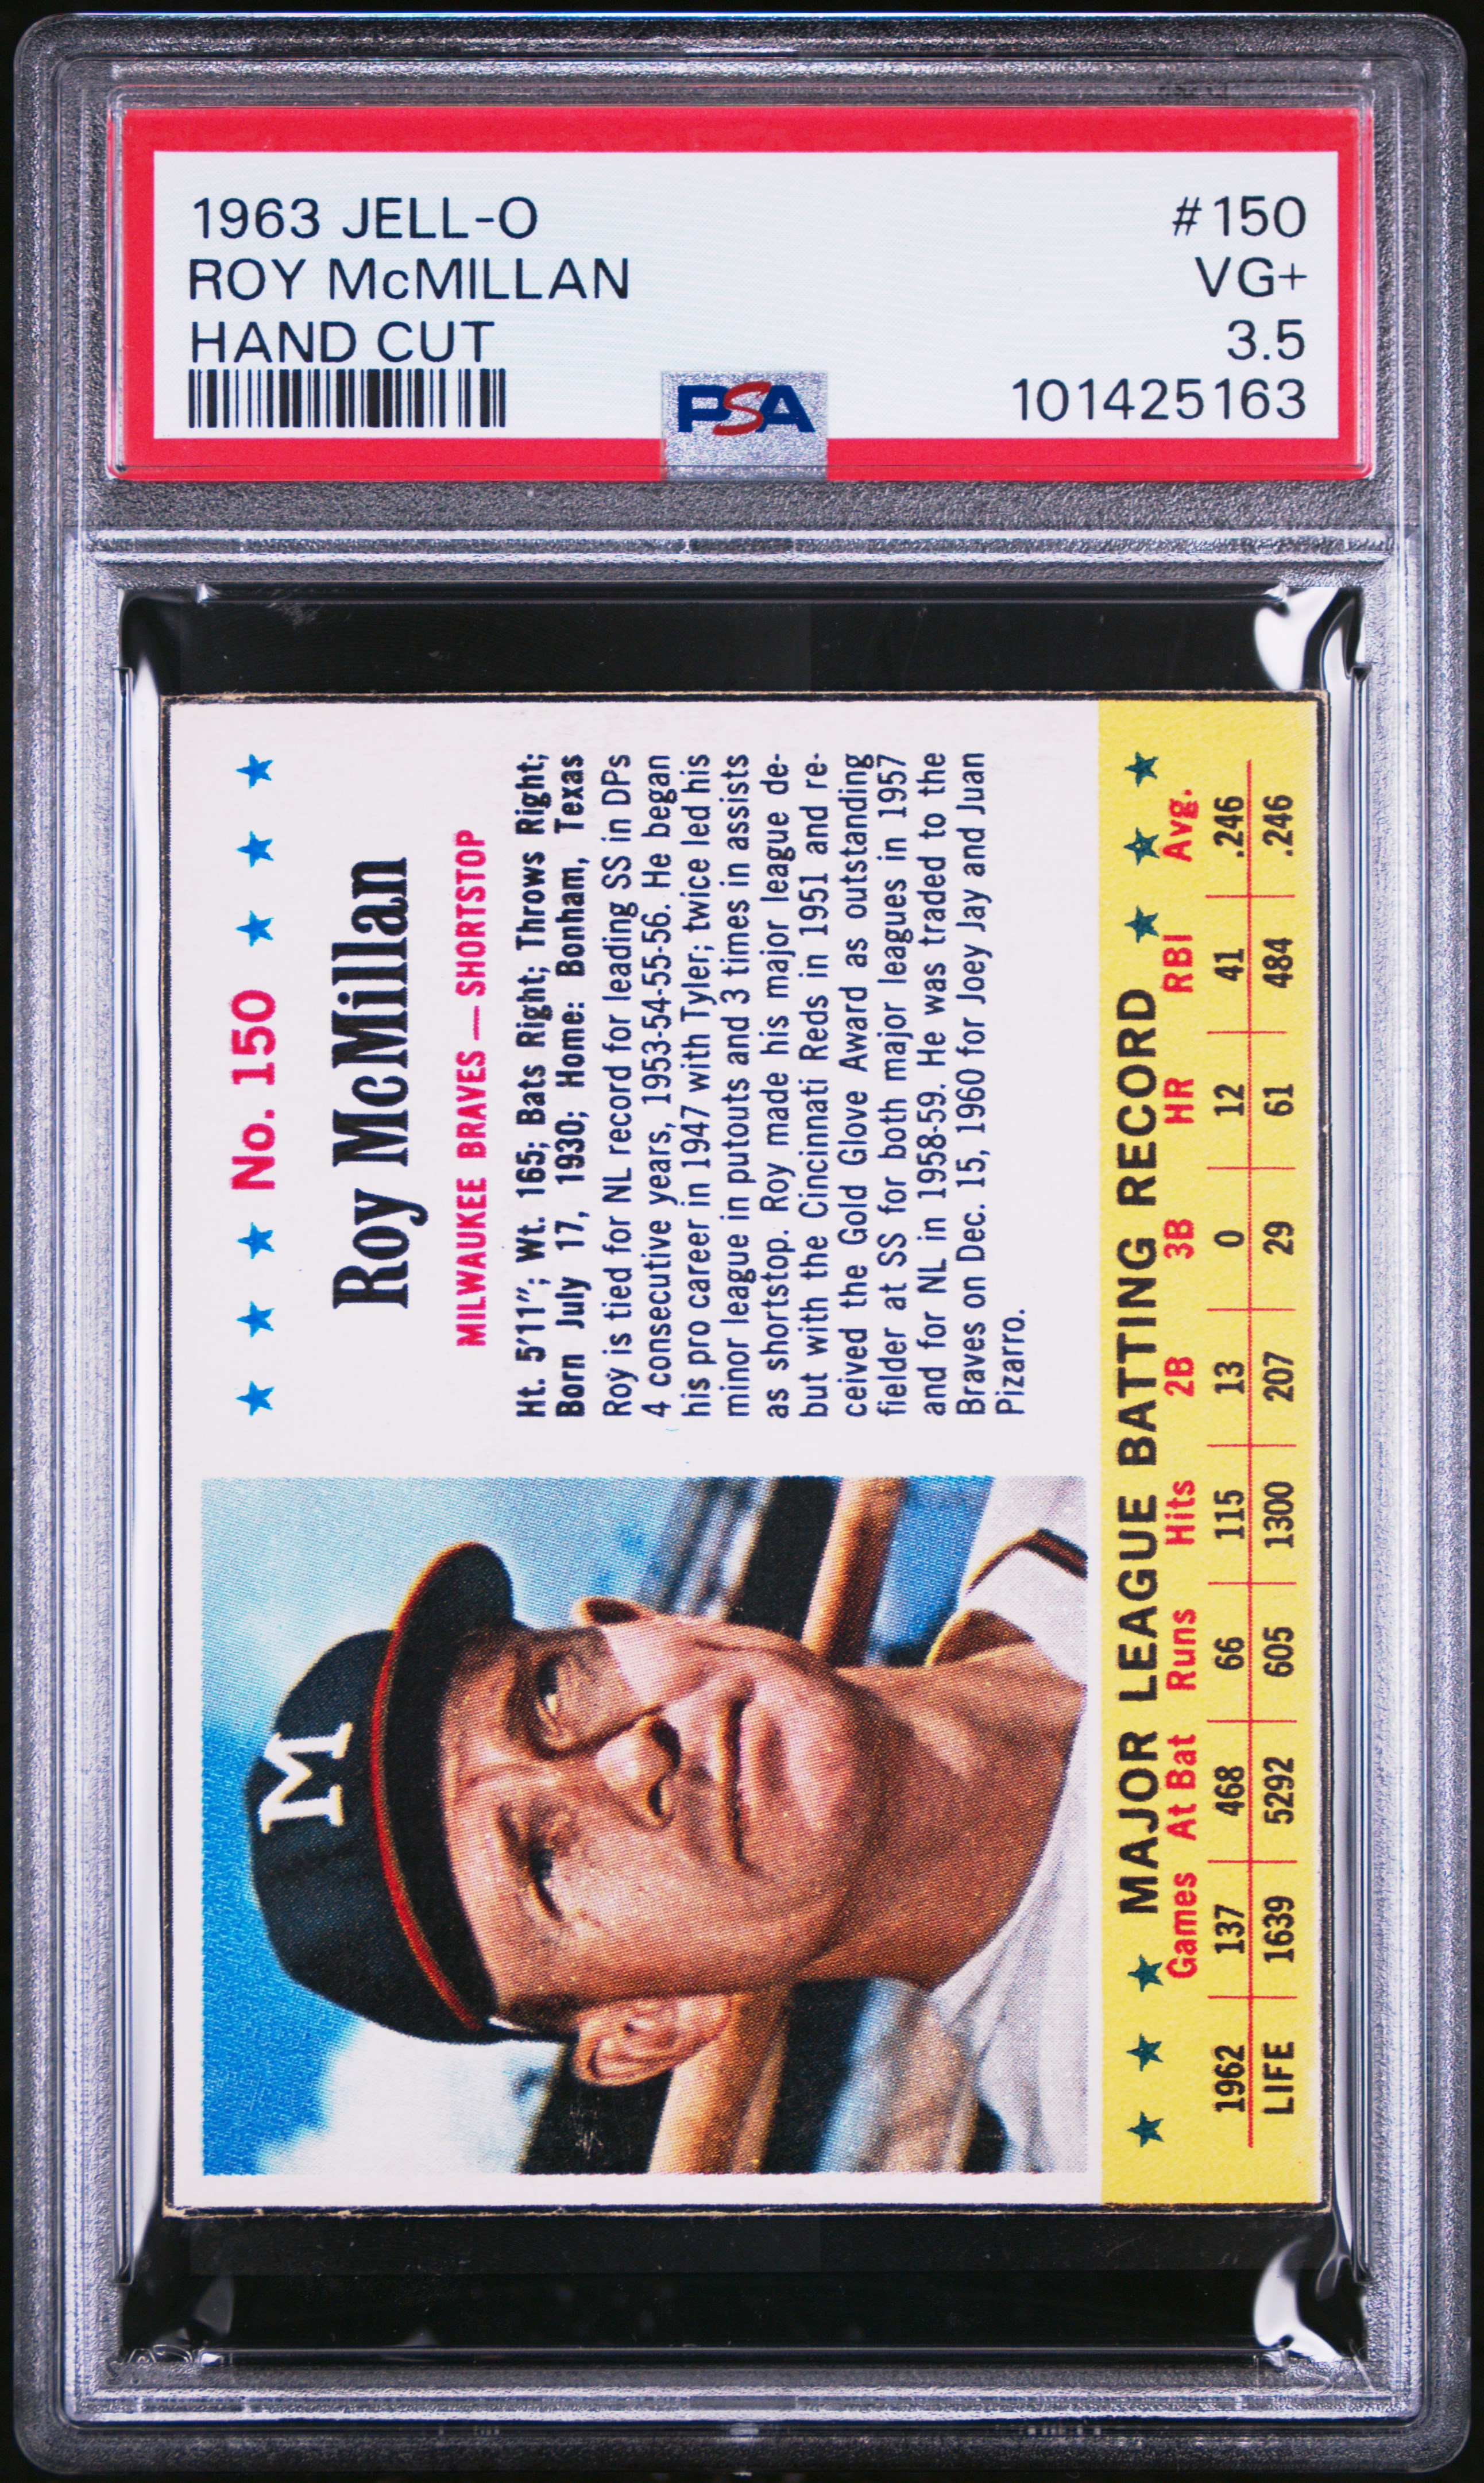 1963 JELL-O #150
ROY McMILLAN VG+
HAND CUT 3.5
PSA 101425163
★ ★ ★ No. 150 ★ ★ ★
Roy McMillan
MILWAUKEE BRAVES — SHORTSTOP
Ht. 5'11"; Wt. 165; Bats Right; Throws Right;
Born July 17, 1930; Home: Bonham, Texas
Roy is tied for NL record for leading SS in DPs
4 consecutive years, 1953-54-55-56. He began
his pro career in 1947 with Tyler; twice led his
minor league in putouts and 3 times in assists
as shortstop. Roy made his major league de-
but with the Cincinnati Reds in 1951 and re-
ceived the Gold Glove Award as outstanding
fielder at SS for both major leagues in 1957
and for NL in 1958-59. He was traded to the
Braves on Dec. 15, 1960 for Joey Jay and Juan
Pizarro.
M
★ ★ ★ MAJOR LEAGUE BATTING RECORD ★ ★ ★
Games At Bat Runs Hits 2B 3B HR RBI Avg.
1962 137 468 66 115 13 0 12 41 .246
LIFE 1639 5292 605 1300 207 29 61 484 .246